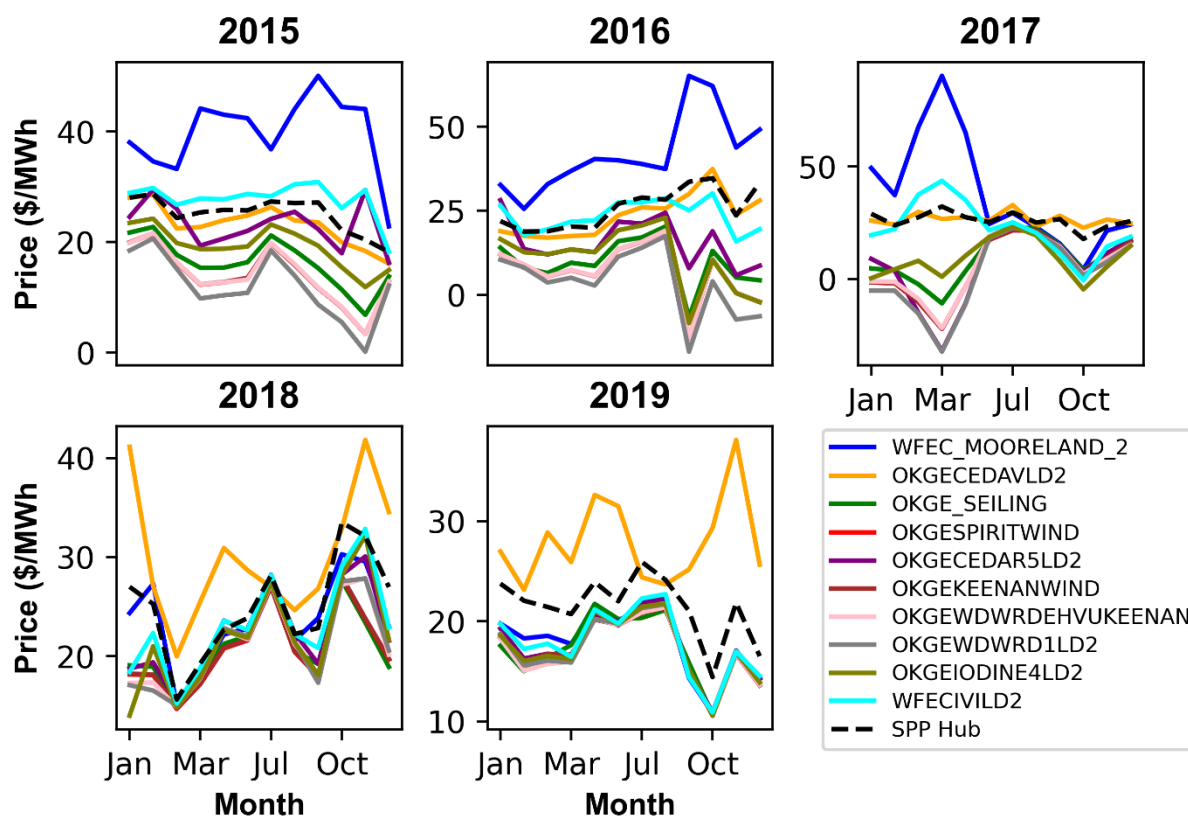 2015
2016
2017
Price ($/MWh)
40
20
0
50
25
0
50
0
Jan
Mar
Jul
Oct
2018
2019
Price ($/MWh
40
30
20
Jan
Mar
Jul
Oct
Month
30
20
10
Jan
Mar
Jul
Oct
Month
WFEC_MOORELAND_2
OKGECEDAVLD2
OKGE_SEILING
OKGESPIRITWIND
OKGECEDAR5LD2
OKGEKEENANWIND
OKGEWDWRDEHVUKEENAN
OKGEWDWRD1LD2
OKGEIODINE4LD2
WFECIVILD2
SPP Hub